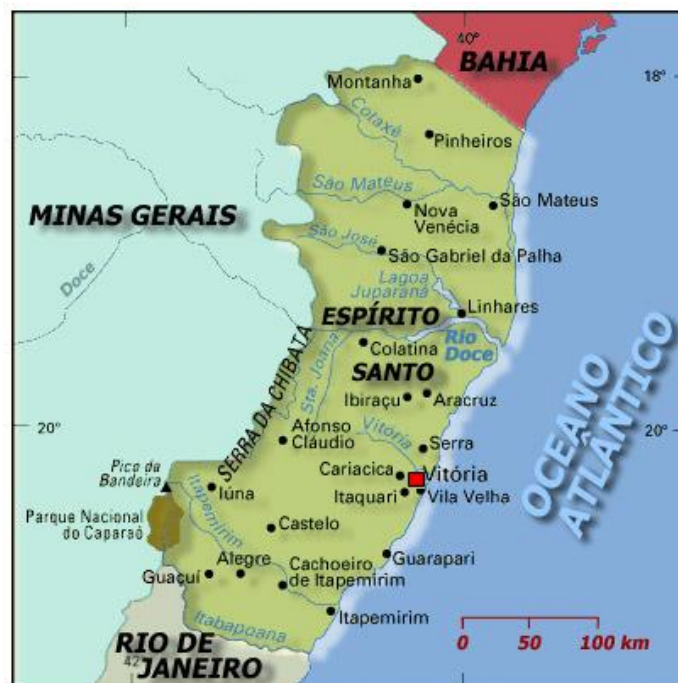 40°
BAHIA
18°
18°
Montanha
Cotaxé
Pinheiros
São Mateus
São Mateus
Nova
Venécia
MINAS GERAIS
São José
São Gabriel da Palha
Doce
Lagoa
Juparanã
Linhares
ESPÍRITO
SANTO
Rio
Doce
Colatina
Sta. Joana
SERRA DA CHIBATA
Ibiraçu
Aracruz
OCEANO
ATLÂNTICO
20°
20°
Afonso
Cláudio
Vitória
Serra
Cariacica
Vitória
Itaquari
Vila Velha
Pico da
Bandeira
Iúna
Itapemirim
Parque Nacional
do Caparaó
Castelo
Guarapari
Alegre
Guaçuí
Cachoeiro
de Itapemirim
Itapemirim
Itabapoana
RIO DE
JANEIRO
42°
0 50 100 km